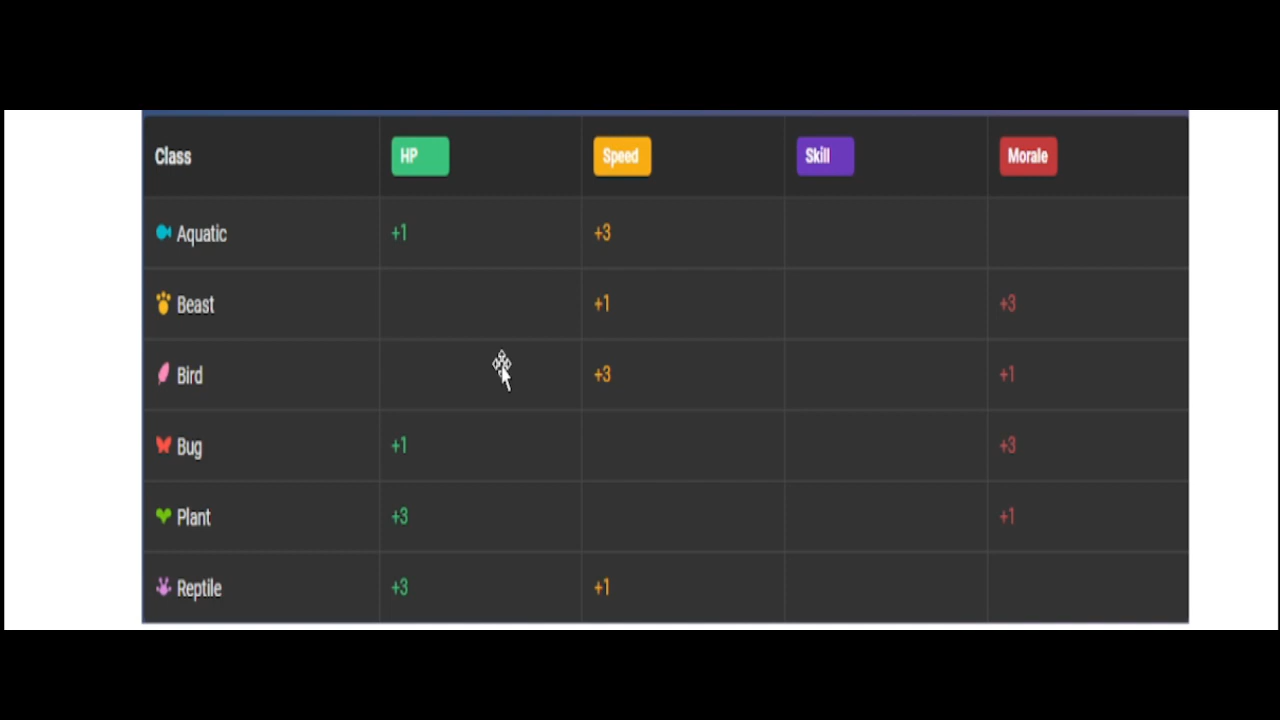 Class HP Speed Skill Morale
Aquatic +1 +3
Beast +1 +3
Bird +3 +1
Bug +1 +3
Plant +3 +1
Reptile +3 +1